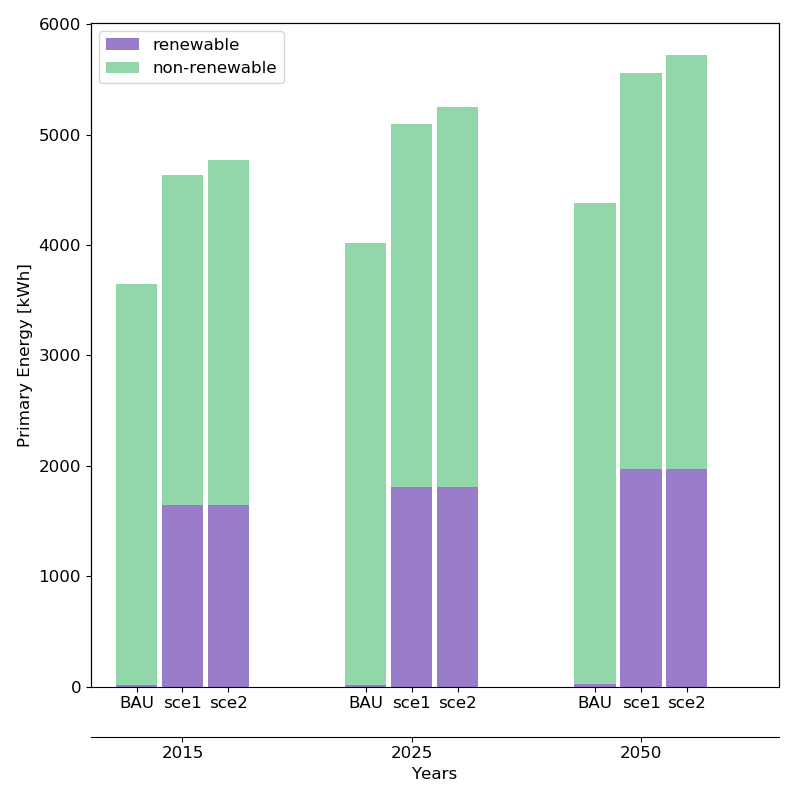 6000
renewable
non-renewable
5000
4000
3000
2000
1000
0
Primary Energy [kWh]
BAU sce1 sce2 BAU sce1 sce2 BAU sce1 sce2
2015 2025 2050
Years